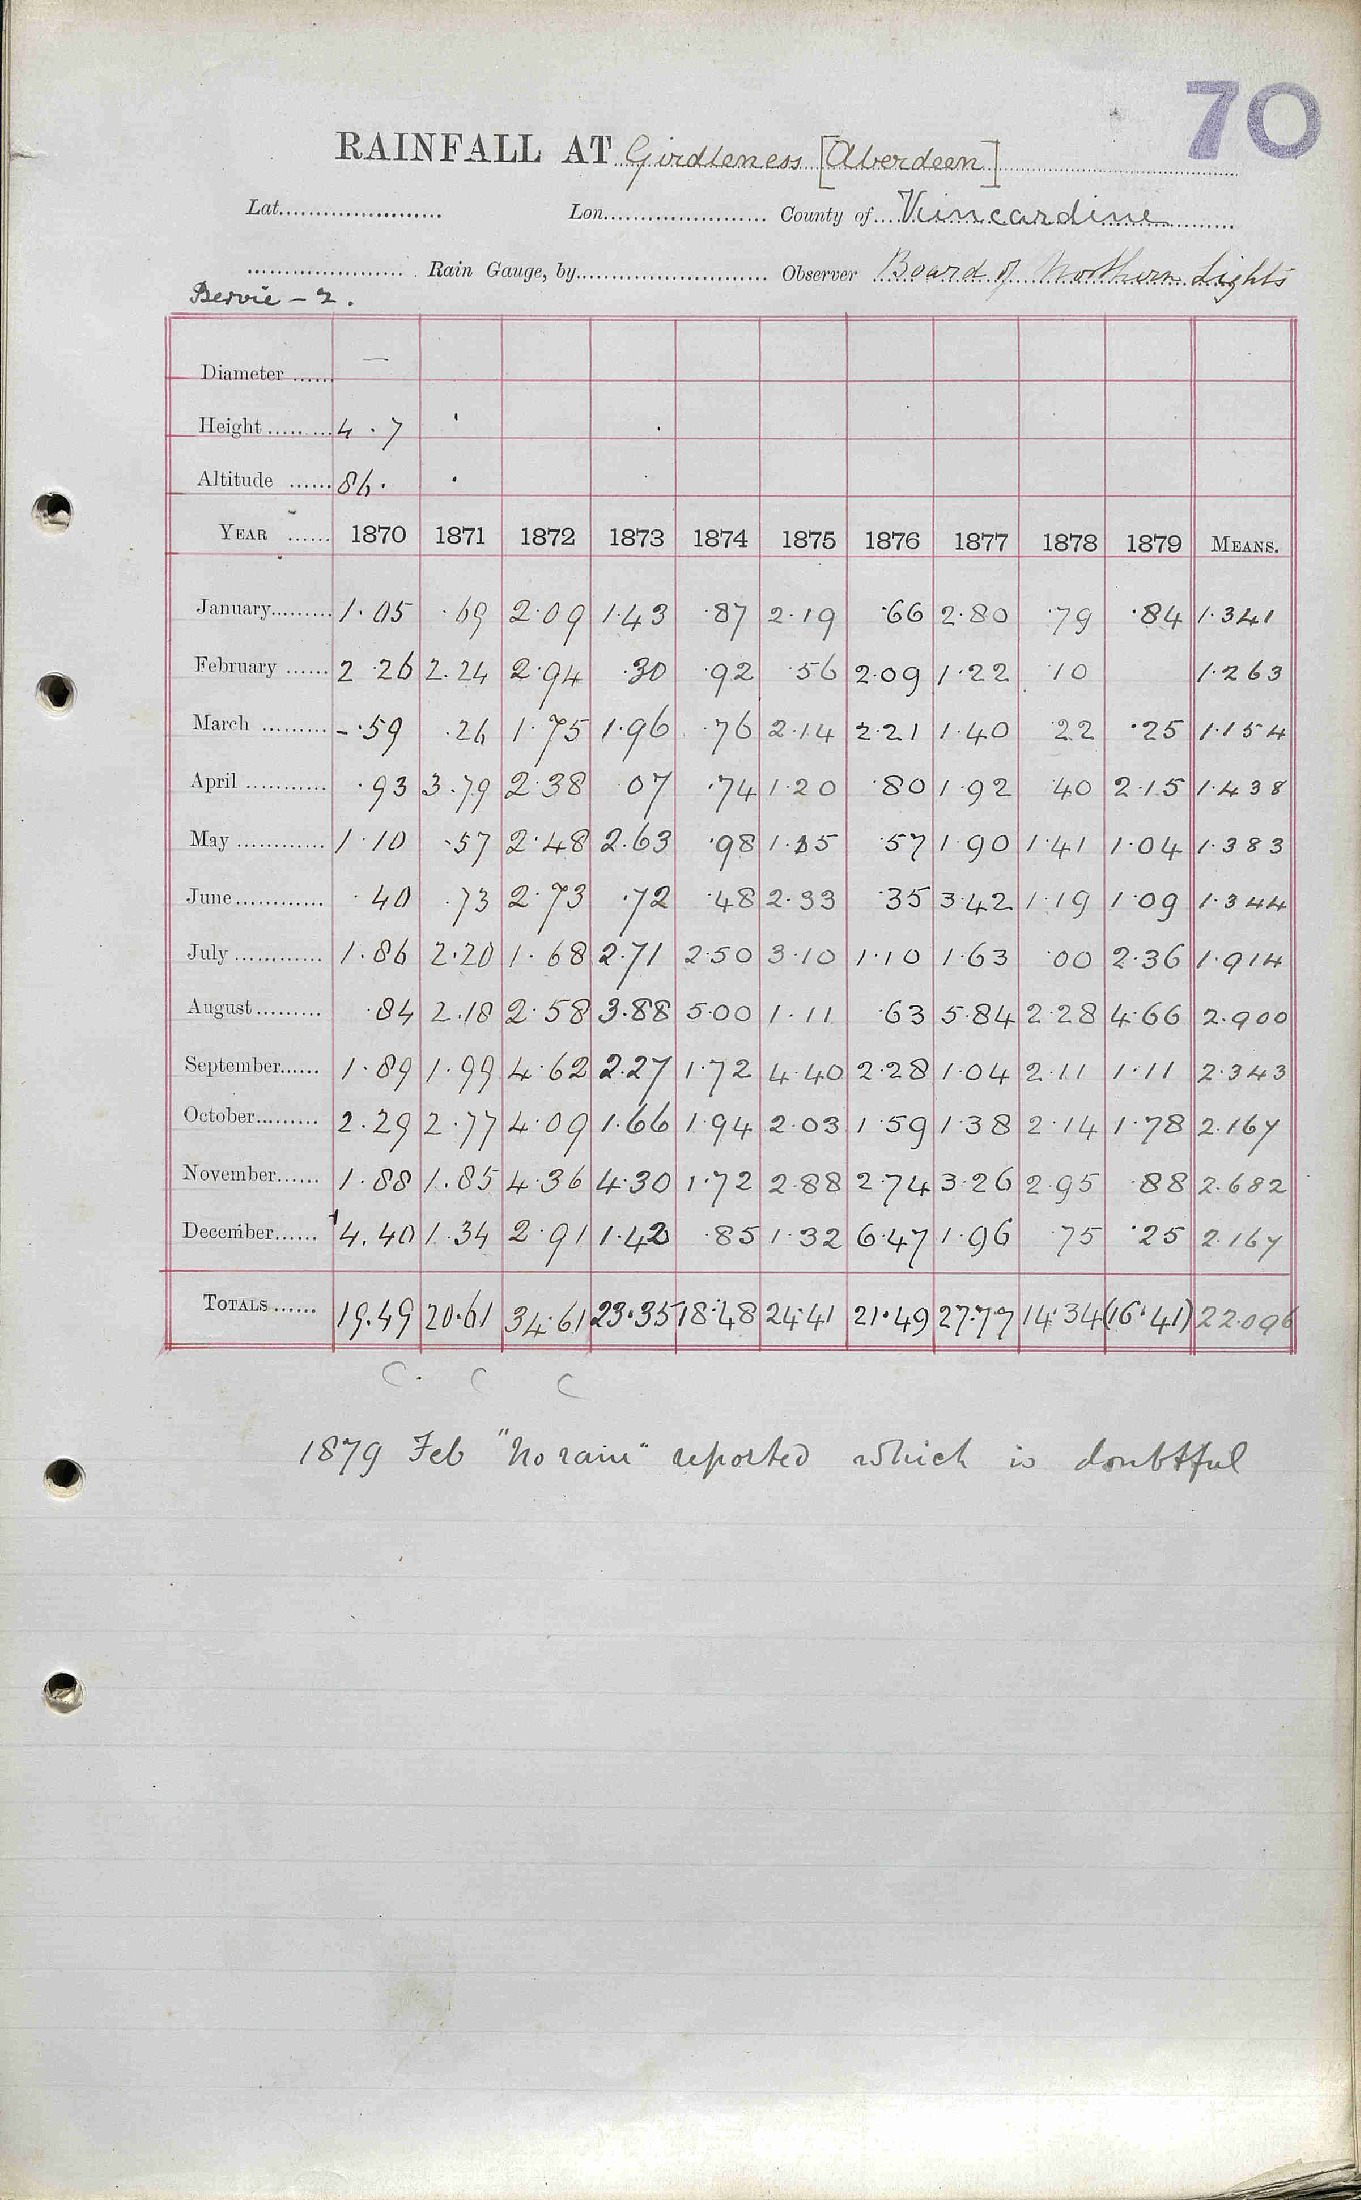 70
RAINFALL AT Girdleness [Aberdeen]
Lat. Lon. County of Kincardine
Rain Gauge, by Observer Board of Northern Lights
Bervie - 2.
Diameter —
Height 4.7
Altitude 86.
YEAR 1870 1871 1872 1873 1874 1875 1876 1877 1878 1879 MEANS.
January 1.05 .69 2.09 1.43 .87 2.19 .66 2.80 .79 .84 1.341
February 2.26 2.24 2.94 .30 .92 .56 2.09 1.22 .10 1.263
March .59 .26 1.75 1.96 .76 2.14 2.21 1.40 .22 .25 1.154
April .93 3.79 2.38 .07 .74 1.20 .80 1.92 .40 2.15 1.438
May 1.10 .57 2.48 2.63 .98 1.15 .57 1.90 1.41 1.04 1.383
June .40 .73 2.73 .72 .48 2.33 .35 3.42 1.19 1.09 1.344
July 1.86 2.20 1.68 2.71 2.50 3.10 1.10 1.63 .00 2.36 1.914
August .84 2.18 2.58 3.88 5.00 1.11 .63 5.84 2.28 4.66 2.900
September 1.89 1.99 4.62 2.27 1.72 4.40 2.28 1.04 2.11 1.11 2.343
October 2.29 2.77 4.09 1.66 1.94 2.03 1.59 1.38 2.14 1.78 2.167
November 1.88 1.85 4.36 4.30 1.72 2.88 2.74 3.26 2.95 .88 2.682
December 4.40 1.34 2.91 1.42 .85 1.32 6.47 1.96 .75 .25 2.167
TOTALS 19.49 20.61 34.61 23.35 18.48 24.41 21.49 27.77 14.34 (16.41) 22.096
C. C C
1879 Feb "No rain" reported which is doubtful